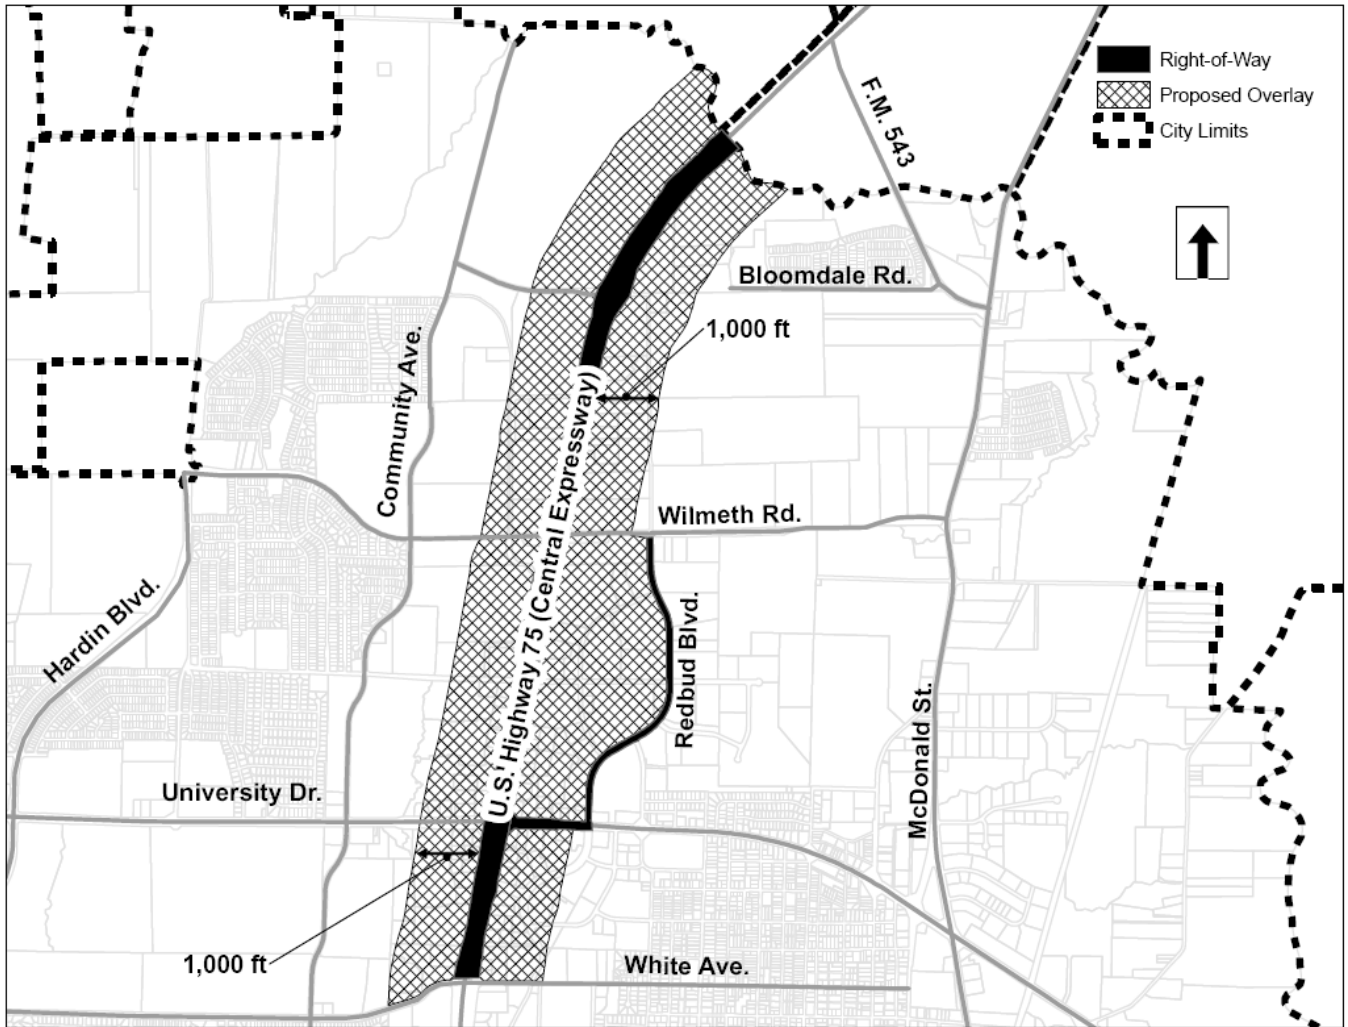 Right-of-Way
Proposed Overlay
City Limits
F.M. 543
Bloomdale Rd.
1,000 ft
Community Ave.
U.S. Highway 75 (Central Expressway)
Wilmeth Rd.
Hardin Blvd.
Redbud Blvd.
McDonald St.
University Dr.
1,000 ft
White Ave.